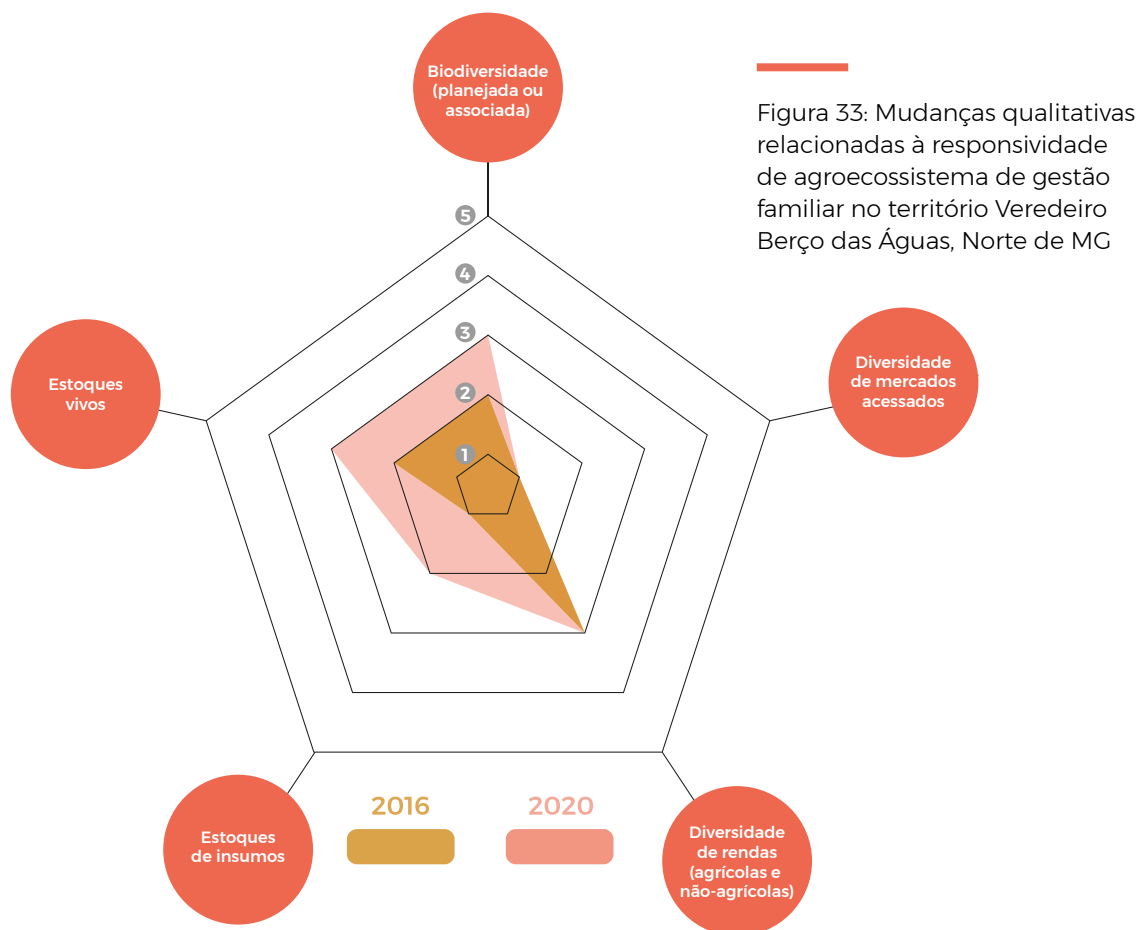 Biodiversidade
(planejada ou
associada)
Figura 33: Mudanças qualitativas
relacionadas à responsividade
de agroecossistema de gestão
familiar no território Veredeiro
Berço das Águas, Norte de MG
5
4
3
2
1
Estoques
vivos
Diversidade
de mercados
acessados
Estoques
de insumos
2016
2020
Diversidade
de rendas
(agrícolas e
não-agrícolas)